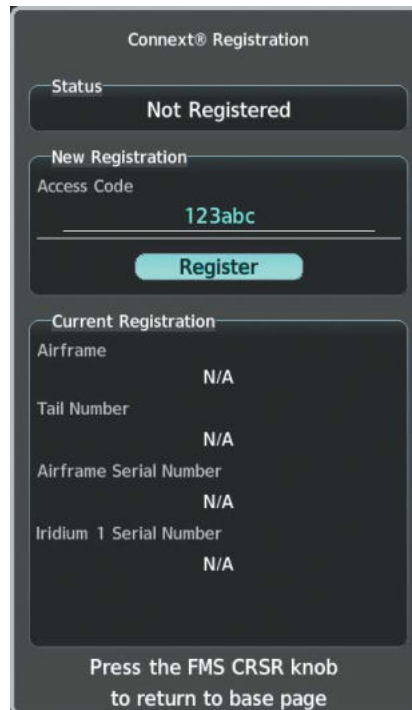 Connext® Registration
Status
Not Registered
New Registration
Access Code
123abc
Register
Current Registration
Airframe
N/A
Tail Number
N/A
Airframe Serial Number
N/A
Iridium 1 Serial Number
N/A
Press the FMS CRSR knob
to return to base page